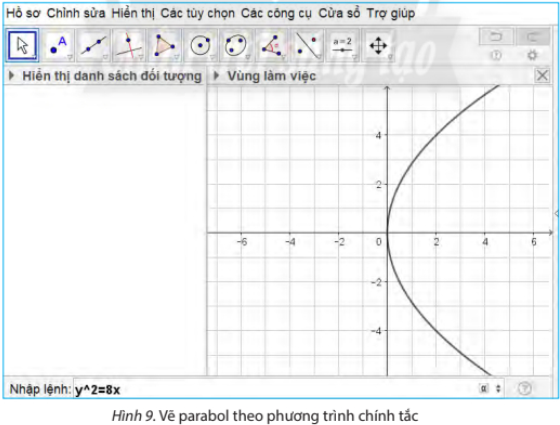 Hồ sơ Chỉnh sửa Hiển thị Các tùy chọn Các công cụ Cửa sổ Trợ giúp
A
a=2
Hiển thị danh sách đối tượng
Vùng làm việc
4
2
-6 -4 -2 0 2 4 6
-2
-4
Nhập lệnh: y^2=8x
α
Hình 9. Vẽ parabol theo phương trình chính tắc